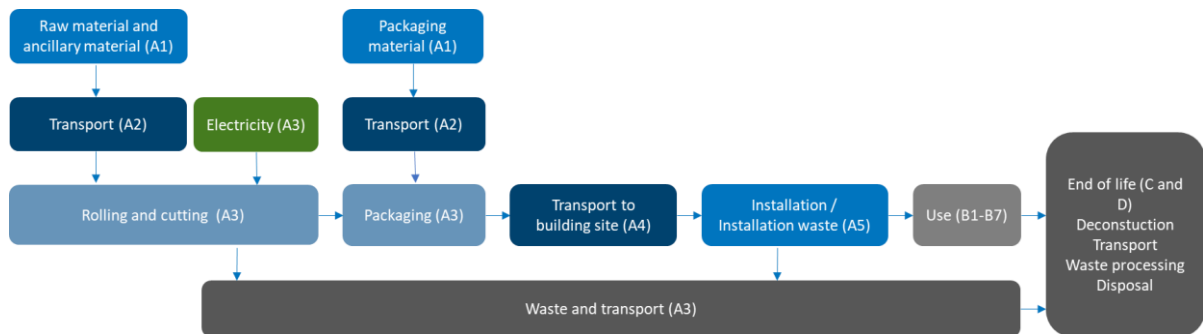 Raw material and
ancillary material (A1)
Packaging
material (A1)
Transport (A2)
Electricity (A3)
Transport (A2)
Rolling and cutting (A3)
Packaging (A3)
Transport to
building site (A4)
Installation /
Installation waste (A5)
Use (B1-B7)
End of life (C and
D)
Deconstuction
Transport
Waste processing
Disposal
Waste and transport (A3)